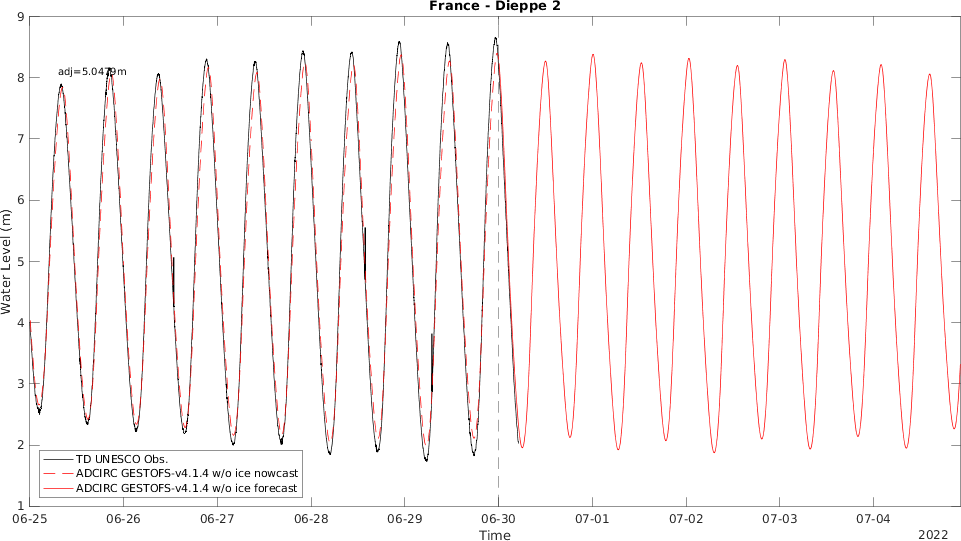 France - Dieppe 2
adj=5.0479m
Water Level (m)
9
8
7
6
5
4
3
2
1
TD UNESCO Obs.
ADCIRC GESTOFS-v4.1.4 w/o ice nowcast
ADCIRC GESTOFS-v4.1.4 w/o ice forecast
06-25 06-26 06-27 06-28 06-29 06-30 07-01 07-02 07-03 07-04
Time
2022